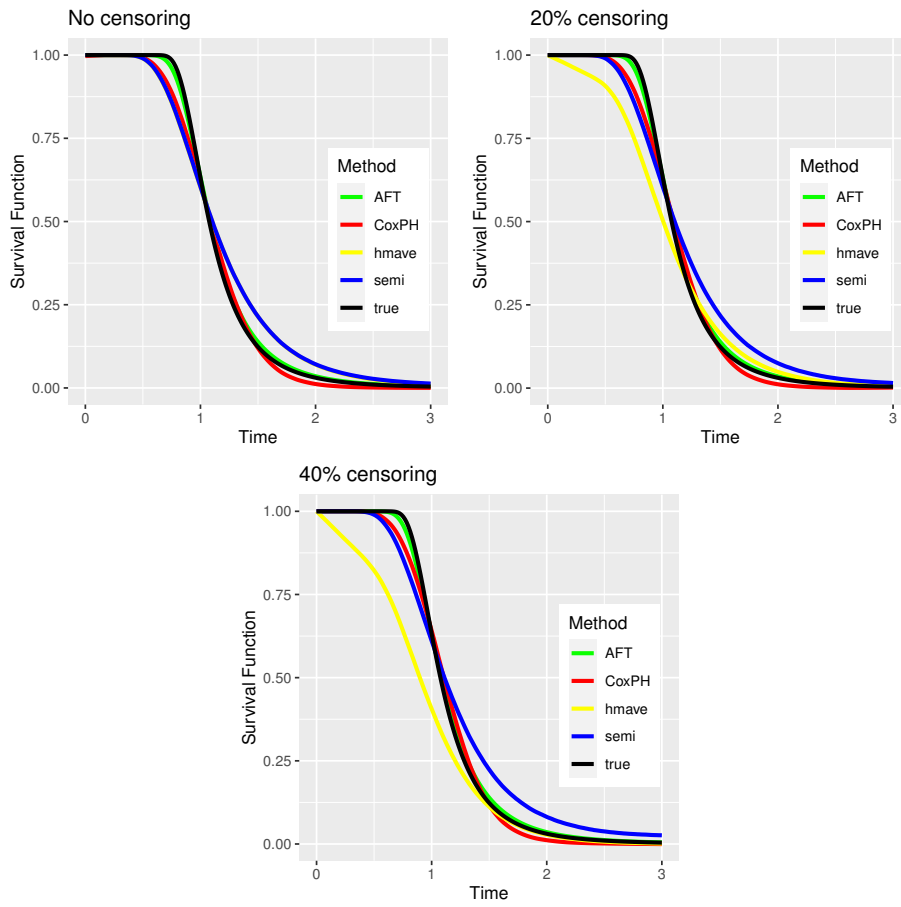 No censoring
1.00
0.75
0.50
0.25
0.00
Survival Function
0
1
2
3
Time
Method
AFT
CoxPH
hmave
semi
true
20% censoring
1.00
0.75
0.50
0.25
0.00
Survival Function
0
1
2
3
Time
Method
AFT
CoxPH
hmave
semi
true
40% censoring
1.00
0.75
0.50
0.25
0.00
Survival Function
0
1
2
3
Time
Method
AFT
CoxPH
hmave
semi
true